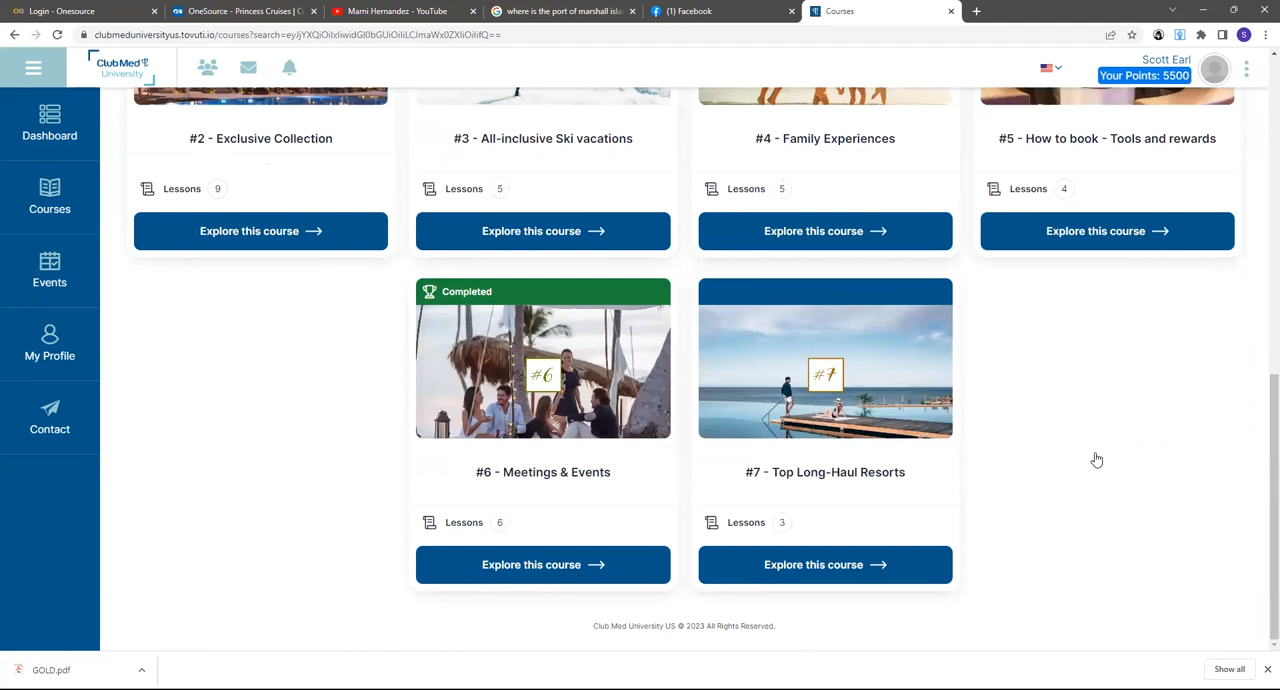 Login - Onesource
OneSource - Princess Cruises | C
Marni Hernandez - YouTube
where is the port of marshall isla
(1) Facebook
Courses
clubmeduniversityus.tovuti.io/courses?search=eyJjYXQiOiIxIiwidGl0bGUiOiIiLCJmaWx0ZXIiOiIifQ==
Club Med
University
Scott Earl
Your Points: 5500
S
Dashboard
Courses
Events
My Profile
Contact
#2 - Exclusive Collection
#3 - All-inclusive Ski vacations
#4 - Family Experiences
#5 - How to book - Tools and rewards
Lessons 9
Lessons 5
Lessons 5
Lessons 4
Explore this course
Explore this course
Explore this course
Explore this course
Completed
#6
#7
#6 - Meetings & Events
#7 - Top Long-Haul Resorts
Lessons 6
Lessons 3
Explore this course
Explore this course
Club Med University US © 2023 All Rights Reserved.
GOLD.pdf
Show all